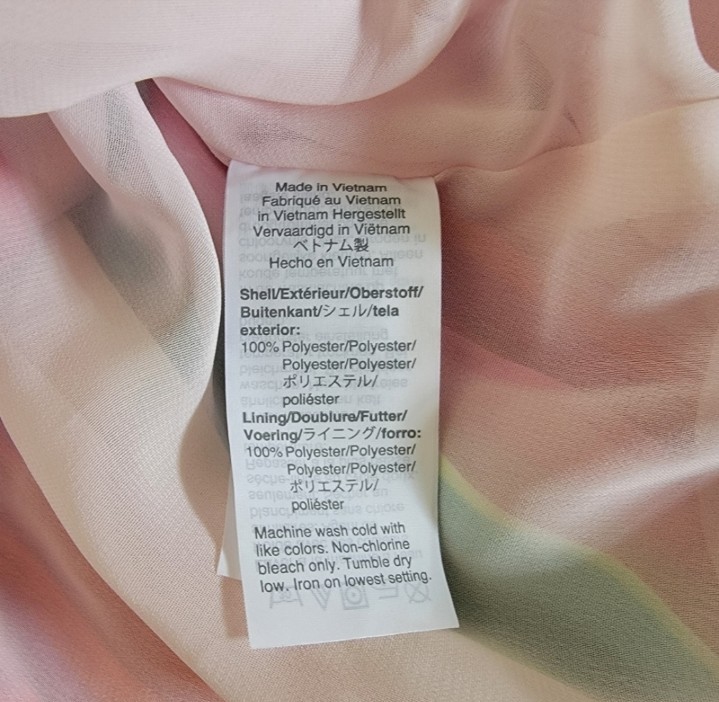 Made in Vietnam
Fabriqué au Vietnam
in Vietnam Hergestellt
Vervaardigd in Viëtnam
ベトナム製
Hecho en Vietnam
Shell/Extérieur/Oberstoff/
Buitenkant/シェル/tela
exterior:
100% Polyester/Polyester/
Polyester/Polyester/
ポリエステル/
poliéster
Lining/Doublure/Futter/
Voering/ライニング/forro:
100% Polyester/Polyester/
Polyester/Polyester/
ポリエステル/
poliéster
Machine wash cold with
like colors. Non-chlorine
bleach only. Tumble dry
low. Iron on lowest setting.